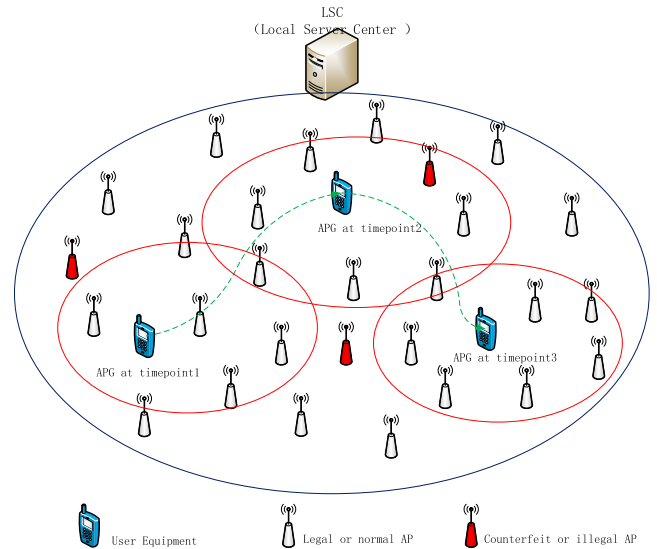 LSC
(Local Server Center )
APG at timepoint2
APG at timepoint3
APG at timepoint1
User Equipment
Legal or normal AP
Counterfeit or illegal AP